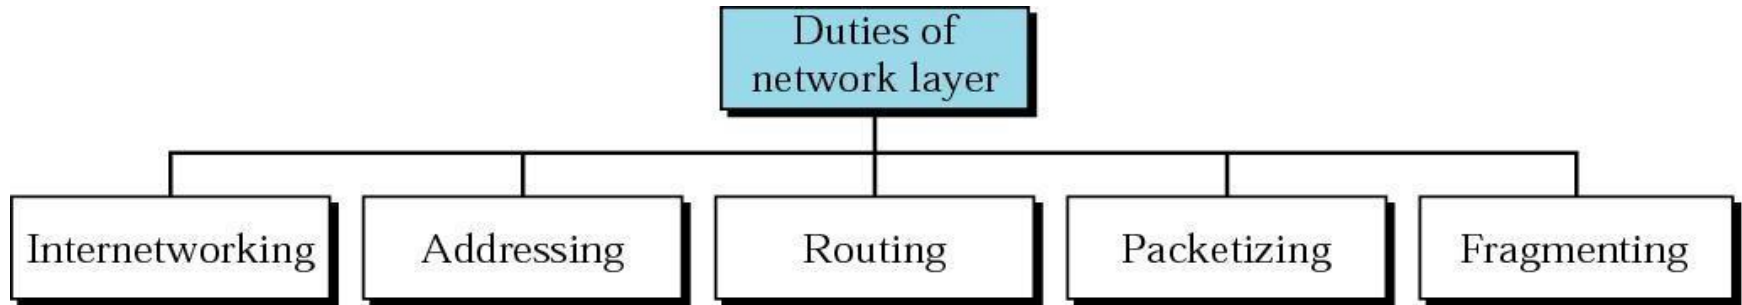 Duties of
network layer
Internetworking
Addressing
Routing
Packetizing
Fragmenting